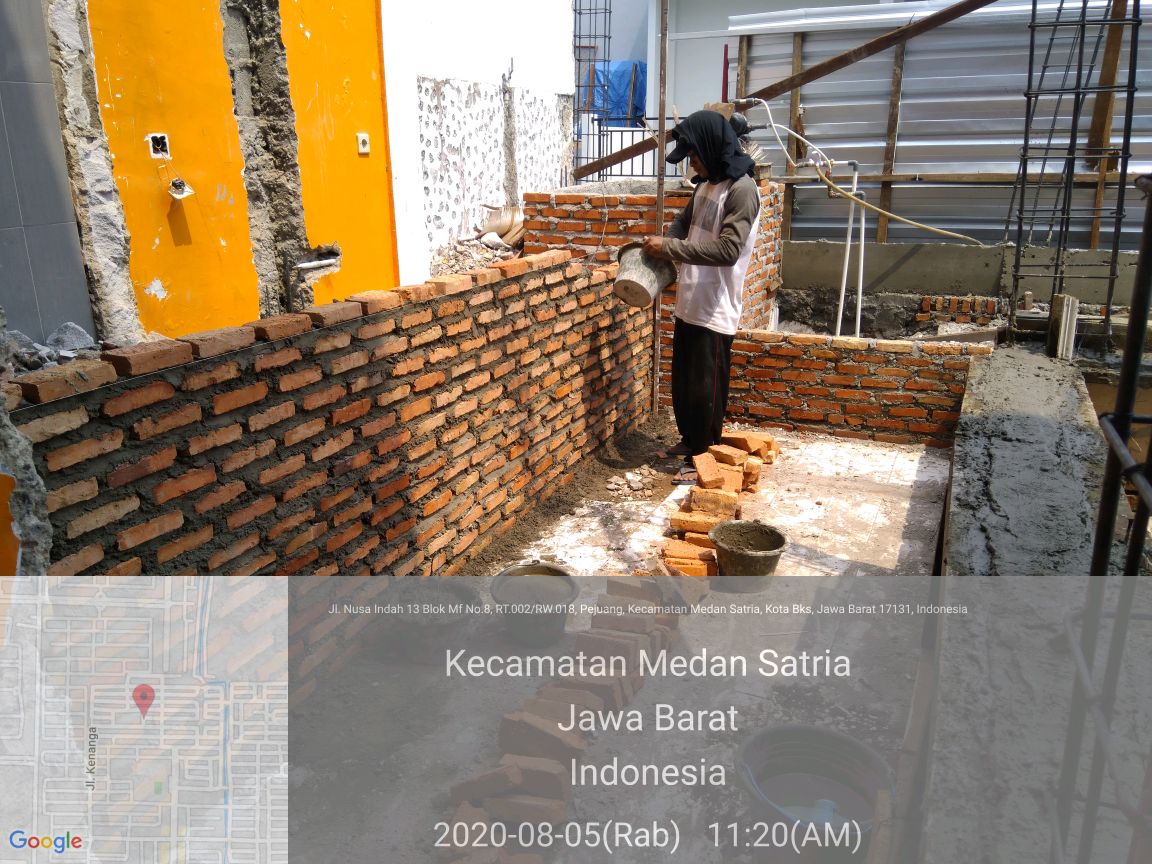 Jl. Nusa Indah 13 Blok Mf No.8, RT.002/RW.018, Pejuang, Kecamatan Medan Satria, Kota Bks, Jawa Barat 17131, Indonesia
Kecamatan Medan Satria
Jawa Barat
Indonesia
2020-08-05(Rab) 11:20(AM)
Jl. Kenanga
Google